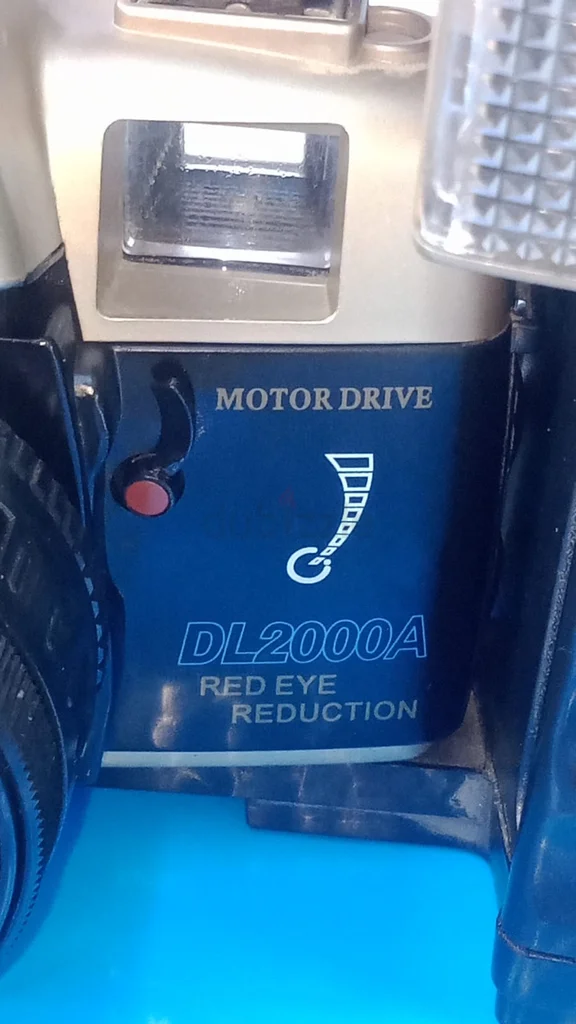 MOTOR DRIVE
DL2000A
RED EYE
REDUCTION